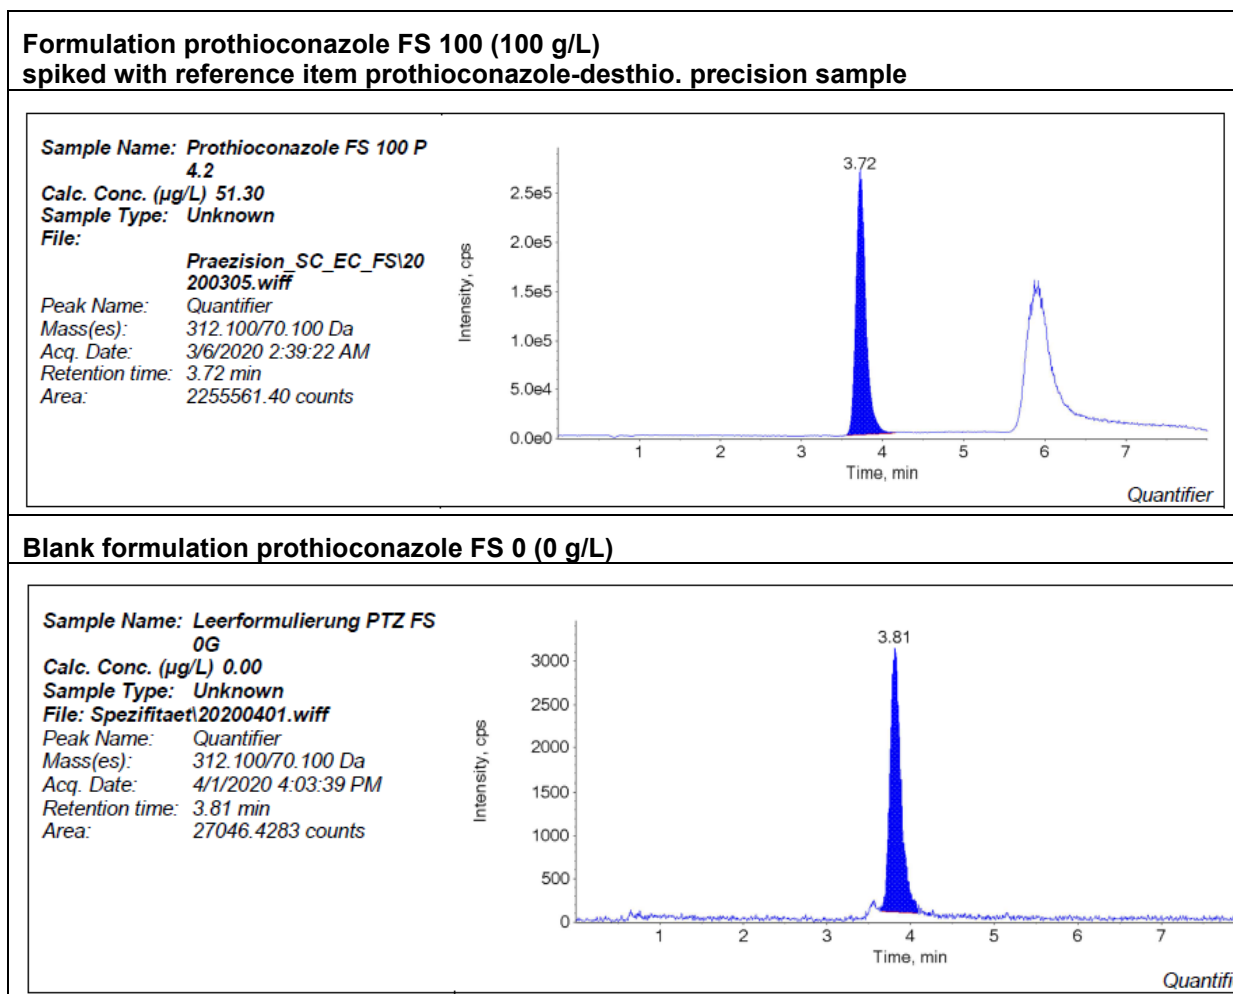 Formulation prothioconazole FS 100 (100 g/L)
spiked with reference item prothioconazole-desthio. precision sample
Sample Name: Prothioconazole FS 100 P
4.2
Calc. Conc. (µg/L) 51.30
Sample Type: Unknown
File:
Praezision_SC_EC_FS\20
200305.wiff
Peak Name: Quantifier
Mass(es): 312.100/70.100 Da
Acq. Date: 3/6/2020 2:39:22 AM
Retention time: 3.72 min
Area: 2255561.40 counts
3.72
2.5e5
2.0e5
1.5e5
1.0e5
5.0e4
0.0e0
Intensity, cps
1 2 3 4 5 6 7
Time, min
Quantifier
Blank formulation prothioconazole FS 0 (0 g/L)
Sample Name: Leerformulierung PTZ FS
0G
Calc. Conc. (µg/L) 0.00
Sample Type: Unknown
File: Spezifitaet\20200401.wiff
Peak Name: Quantifier
Mass(es): 312.100/70.100 Da
Acq. Date: 4/1/2020 4:03:39 PM
Retention time: 3.81 min
Area: 27046.4283 counts
3.81
3000
2500
2000
1500
1000
500
0
Intensity, cps
1 2 3 4 5 6 7
Time, min
Quantifi